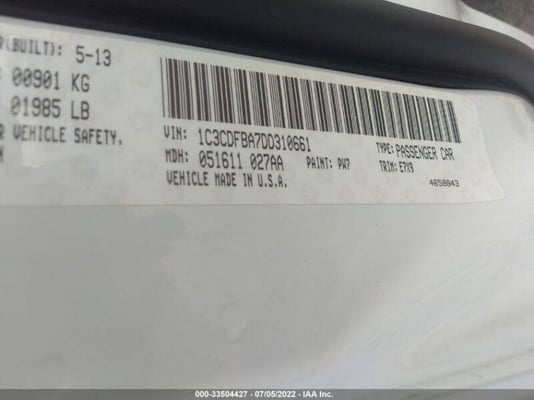 R(BUILT): 5-13
00901 KG
01985 LB
R VEHICLE SAFETY,
VIN: 1C3CDFBA7DD310661
TYPE: PASSENGER CAR
MDH: 051611 027AA
PAINT: PW7
TRIM: E7X9
VEHICLE MADE IN U.S.A.
4658843
000-33504427 - 07/05/2022 - IAA Inc.